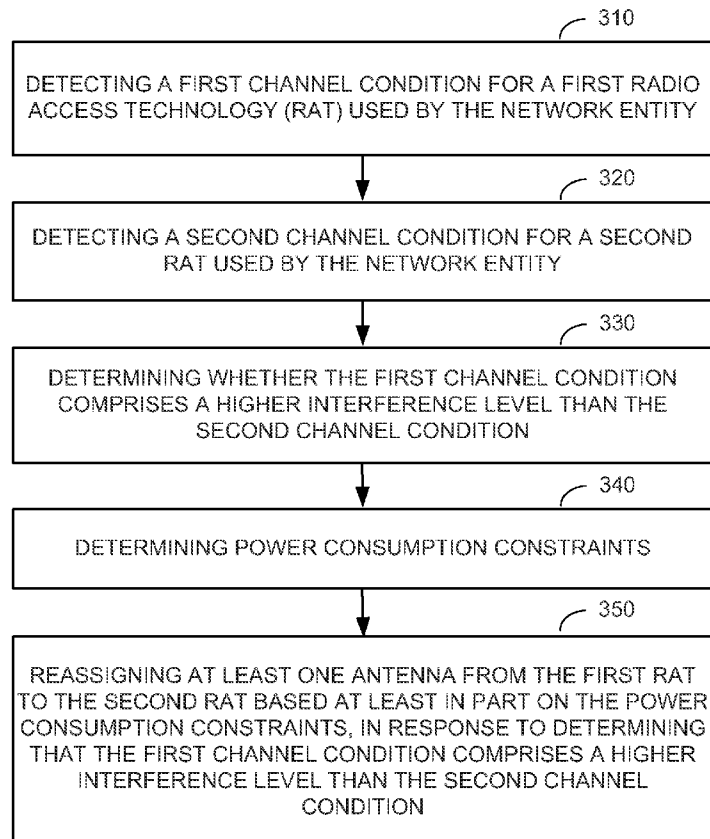 310
DETECTING A FIRST CHANNEL CONDITION FOR A FIRST RADIO
ACCESS TECHNOLOGY (RAT) USED BY THE NETWORK ENTITY
320
DETECTING A SECOND CHANNEL CONDITION FOR A SECOND
RAT USED BY THE NETWORK ENTITY
330
DETERMINING WHETHER THE FIRST CHANNEL CONDITION
COMPRISES A HIGHER INTERFERENCE LEVEL THAN THE
SECOND CHANNEL CONDITION
340
DETERMINING POWER CONSUMPTION CONSTRAINTS
350
REASSIGNING AT LEAST ONE ANTENNA FROM THE FIRST RAT
TO THE SECOND RAT BASED AT LEAST IN PART ON THE POWER
CONSUMPTION CONSTRAINTS, IN RESPONSE TO DETERMINING
THAT THE FIRST CHANNEL CONDITION COMPRISES A HIGHER
INTERFERENCE LEVEL THAN THE SECOND CHANNEL
CONDITION